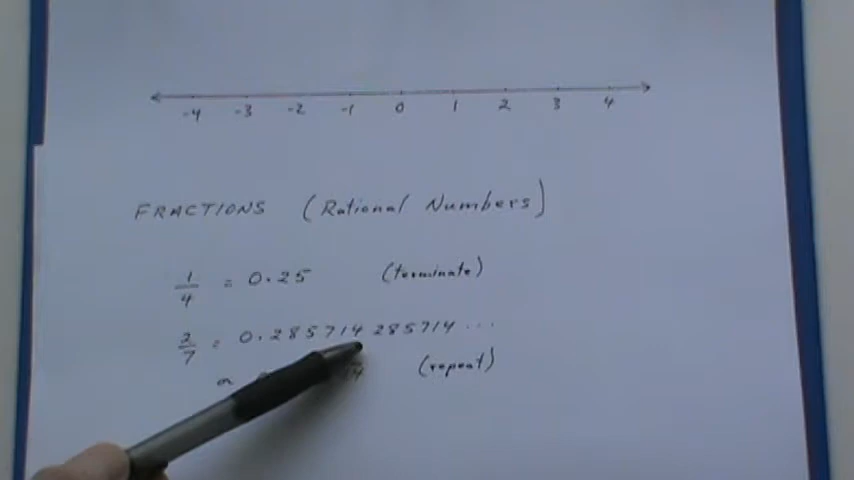 -4 -3 -2 -1 0 1 2 3 4
FRACTIONS (Rational Numbers)
1/4 = 0.25 (terminate)
2/7 = 0.285714 285714 ...
or (repeat)